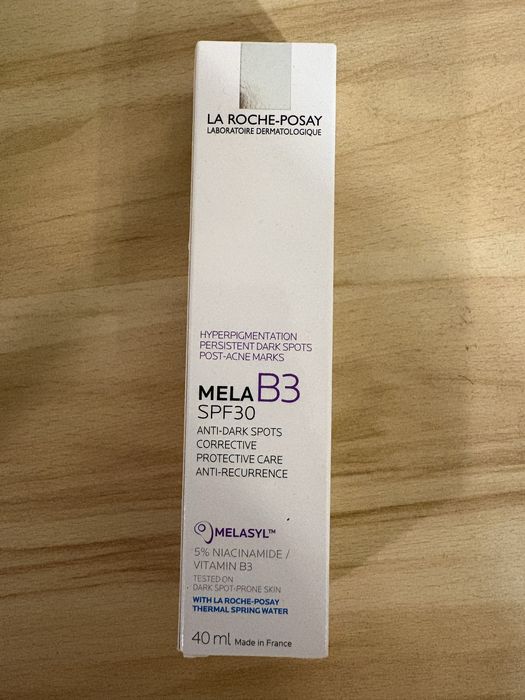 LA ROCHE-POSAY
LABORATOIRE DERMATOLOGIQUE
HYPERPIGMENTATION
PERSISTENT DARK SPOTS
POST-ACNE MARKS
MELA B3
SPF30
ANTI-DARK SPOTS
CORRECTIVE
PROTECTIVE CARE
ANTI-RECURRENCE
MELASYL™
5% NIACINAMIDE /
VITAMIN B3
TESTED ON
DARK SPOT-PRONE SKIN
WITH LA ROCHE-POSAY
THERMAL SPRING WATER
40 ml Made in France